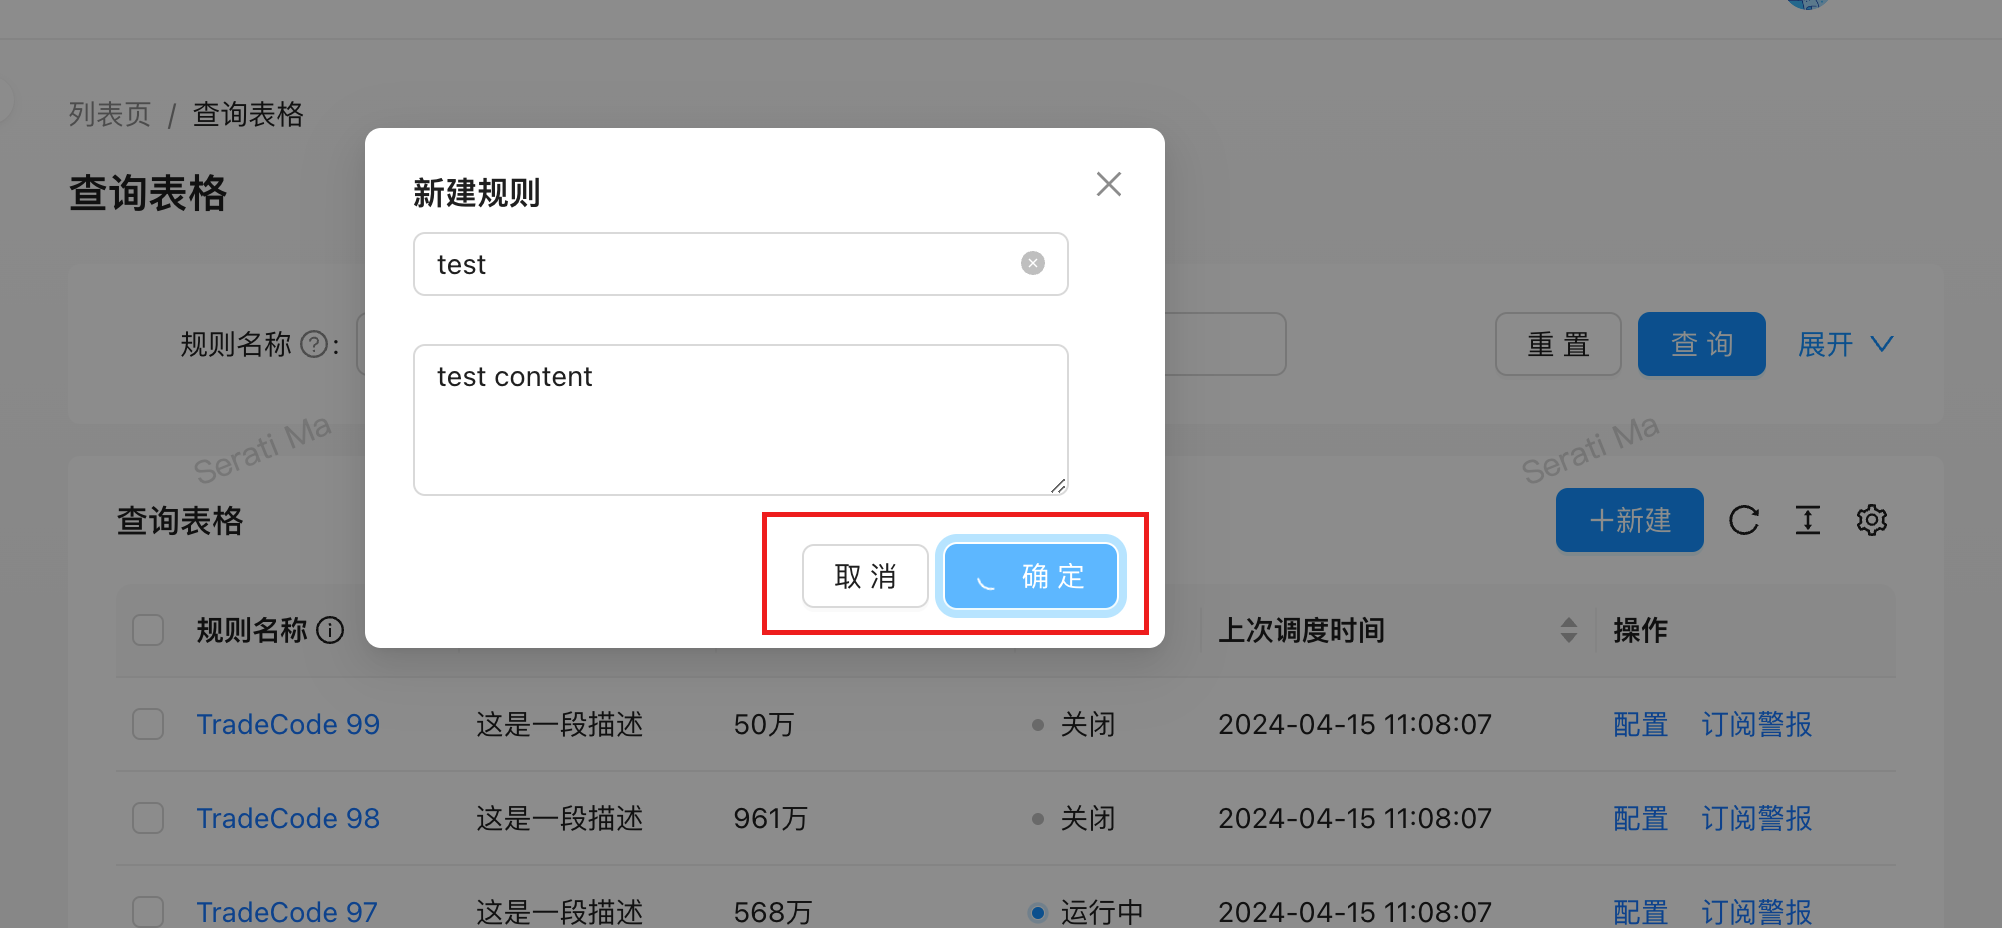 列表页 / 查询表格
查询表格
新建规则
test
规则名称 ? :
重 置
查 询
展开
test content
Serati Ma
Serati Ma
查询表格
+新建
取 消
确 定
规则名称
上次调度时间
操作
TradeCode 99 这是一段描述 50万 关闭 2024-04-15 11:08:07 配置 订阅警报
TradeCode 98 这是一段描述 961万 关闭 2024-04-15 11:08:07 配置 订阅警报
TradeCode 97 这是一段描述 568万 运行中 2024-04-15 11:08:07 配置 订阅警报